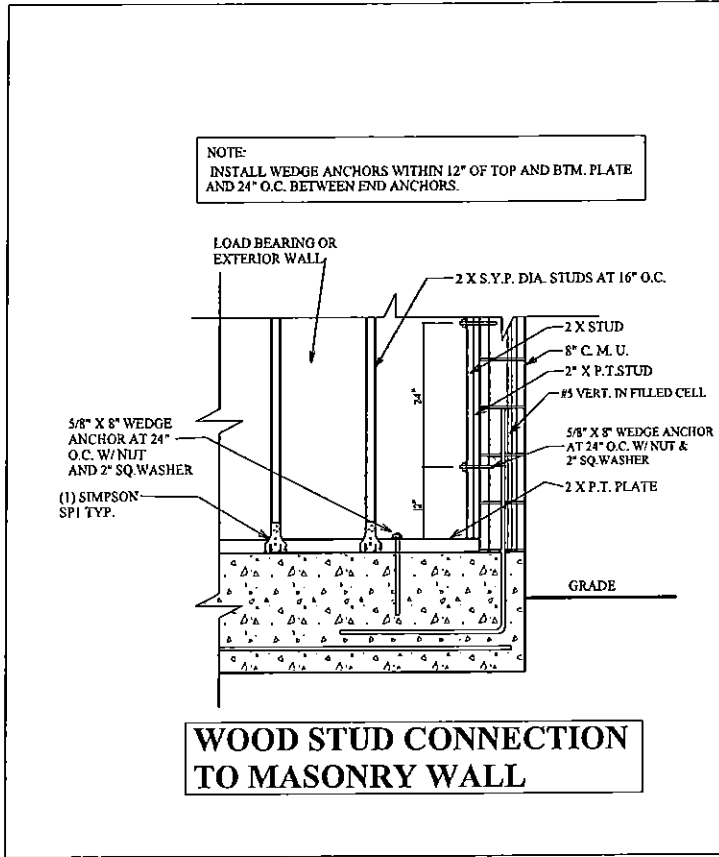 NOTE:
INSTALL WEDGE ANCHORS WITHIN 12" OF TOP AND BTM. PLATE
AND 24" O.C. BETWEEN END ANCHORS.
LOAD BEARING OR
EXTERIOR WALL
2 X S.Y.P. DIA. STUDS AT 16" O.C.
2 X STUD
8" C. M. U.
2" X P.T.STUD
#5 VERT. IN FILLED CELL
24"
5/8" X 8" WEDGE
ANCHOR AT 24"
O.C. W/ NUT
AND 2" SQ.WASHER
5/8" X 8" WEDGE ANCHOR
AT 24" O.C. W/ NUT &
2" SQ.WASHER
(1) SIMPSON
SP1 TYP.
12"
2 X P.T. PLATE
GRADE
WOOD STUD CONNECTION
TO MASONRY WALL